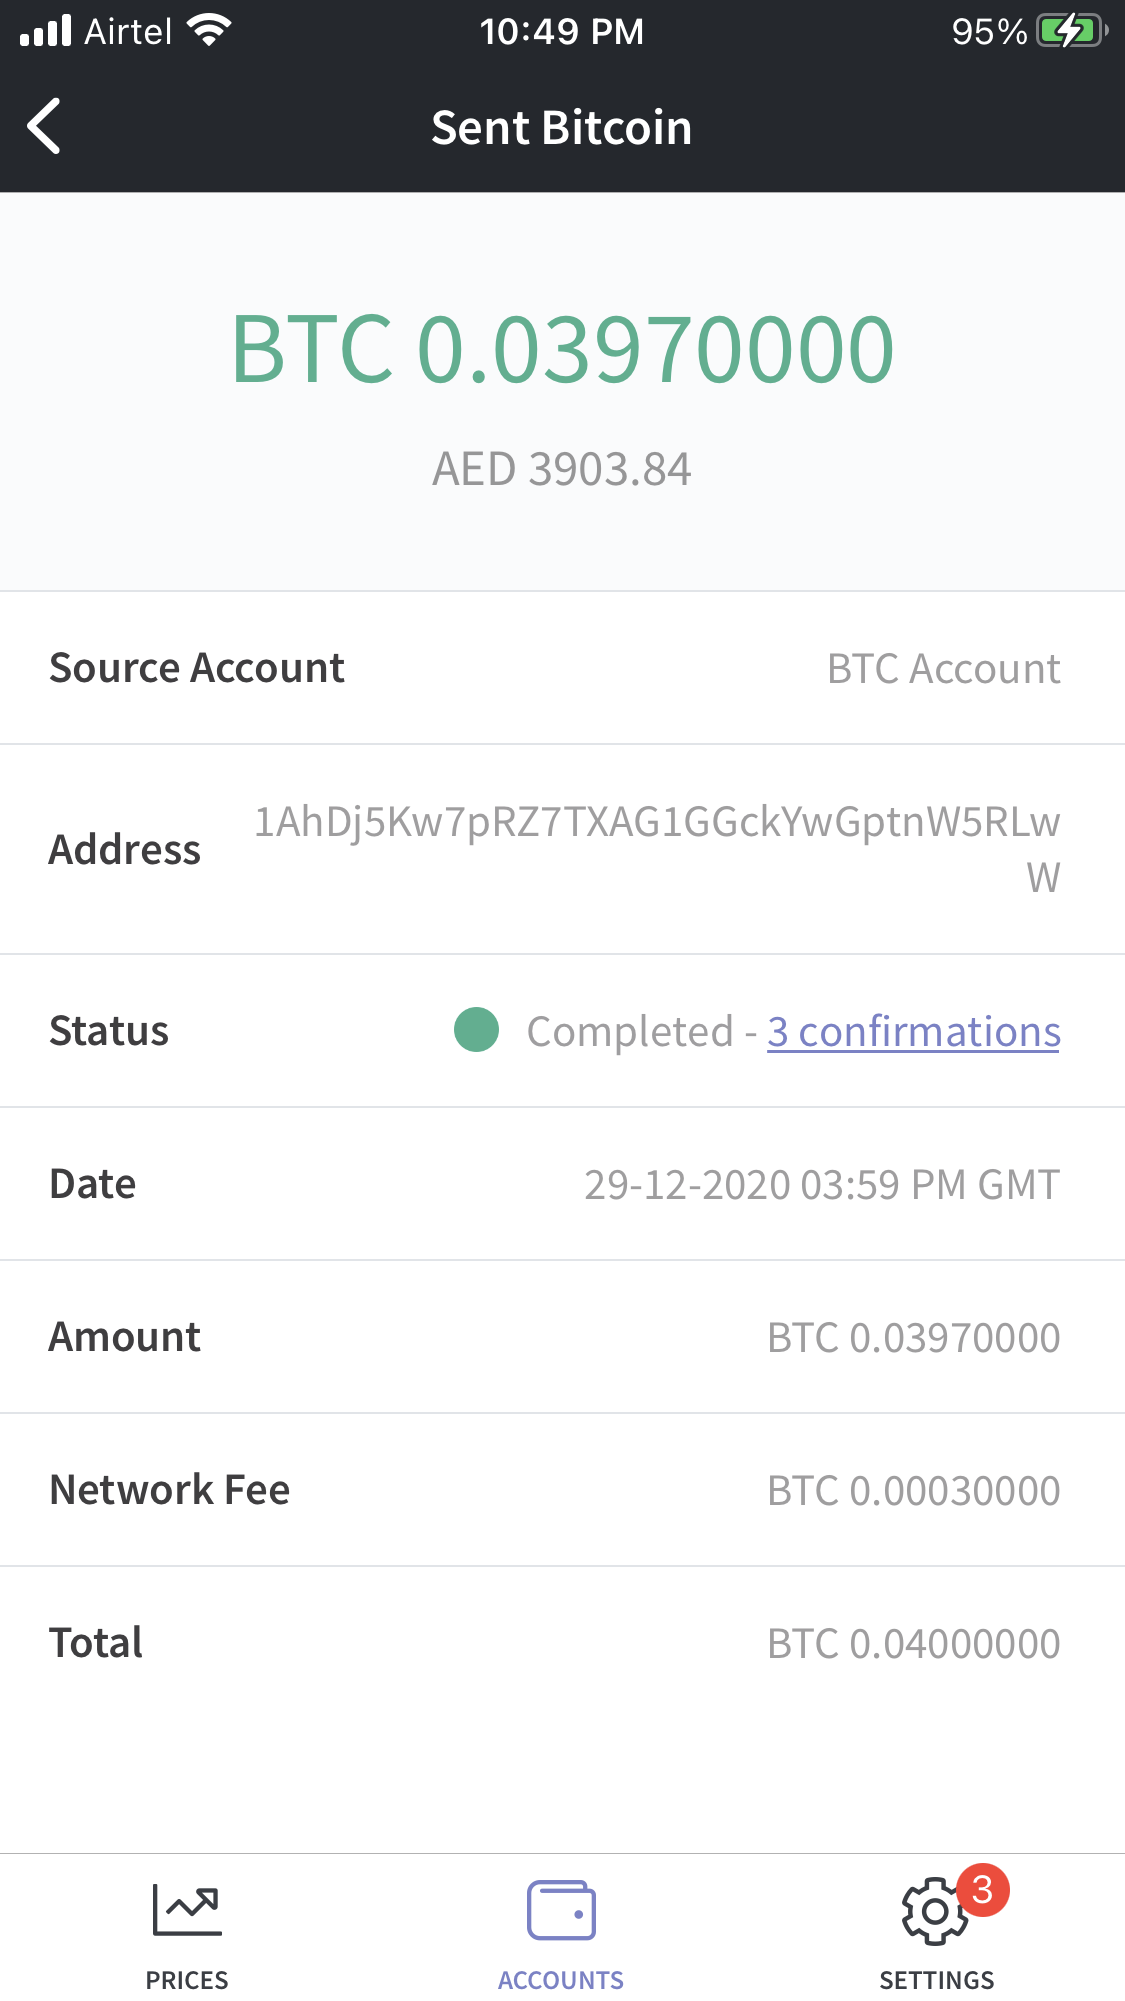 Airtel 10:49 PM 95%
Sent Bitcoin
BTC 0.03970000
AED 3903.84
Source Account BTC Account
Address 1AhDj5Kw7pRZ7TXAG1GGckYwGptnW5RLw
W
Status Completed - 3 confirmations
Date 29-12-2020 03:59 PM GMT
Amount BTC 0.03970000
Network Fee BTC 0.00030000
Total BTC 0.04000000
3
PRICES ACCOUNTS SETTINGS